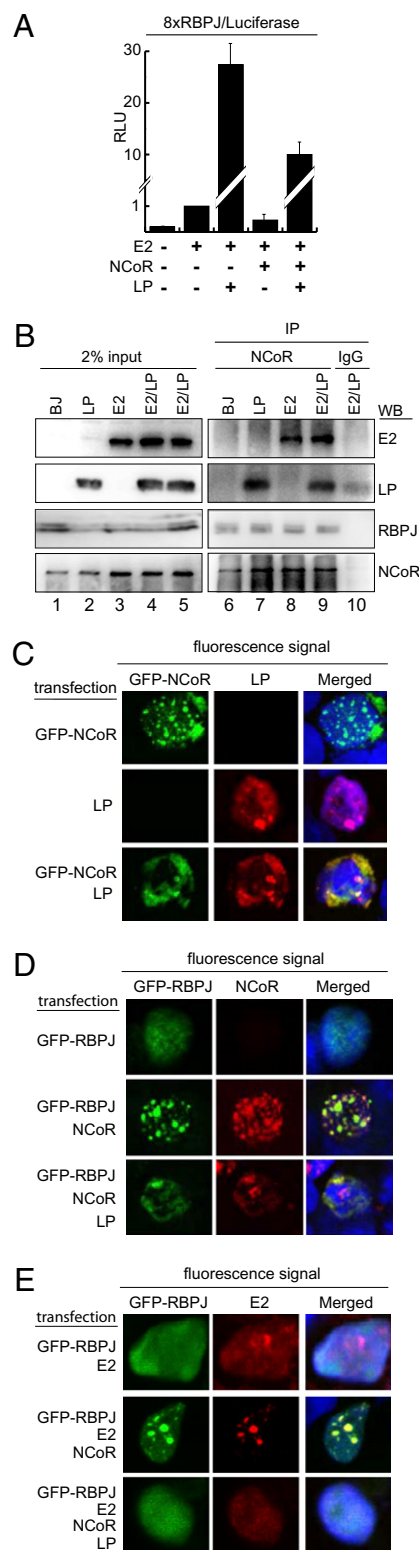 A
8xRBPJ/Luciferase
RLU
30
10
1
E2 - + + + +
NCoR - - - + +
LP - - + - +
B
IP
2% input NCoR IgG
BJ LP E2 E2/LP E2/LP BJ LP E2 E2/LP E2/LP WB
E2
LP
RBPJ
NCoR
1 2 3 4 5 6 7 8 9 10
C
fluorescence signal
transfection GFP-NCoR LP Merged
GFP-NCoR
LP
GFP-NCoR
LP
D
fluorescence signal
transfection GFP-RBPJ NCoR Merged
GFP-RBPJ
GFP-RBPJ
NCoR
GFP-RBPJ
NCoR
LP
E
fluorescence signal
transfection GFP-RBPJ E2 Merged
GFP-RBPJ
E2
GFP-RBPJ
E2
NCoR
GFP-RBPJ
E2
NCoR
LP